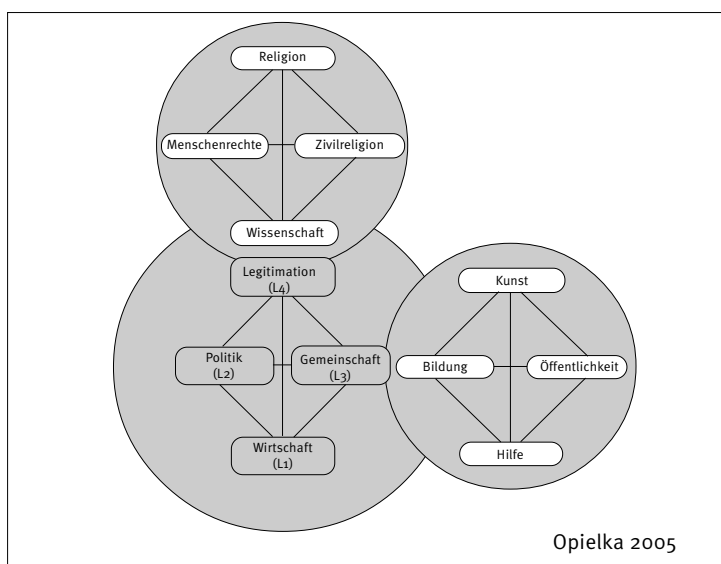 Religion
Menschenrechte
Zivilreligion
Wissenschaft
Legitimation
(L4)
Politik
(L2)
Gemeinschaft
(L3)
Wirtschaft
(L1)
Kunst
Bildung
Öffentlichkeit
Hilfe
Opielka 2005